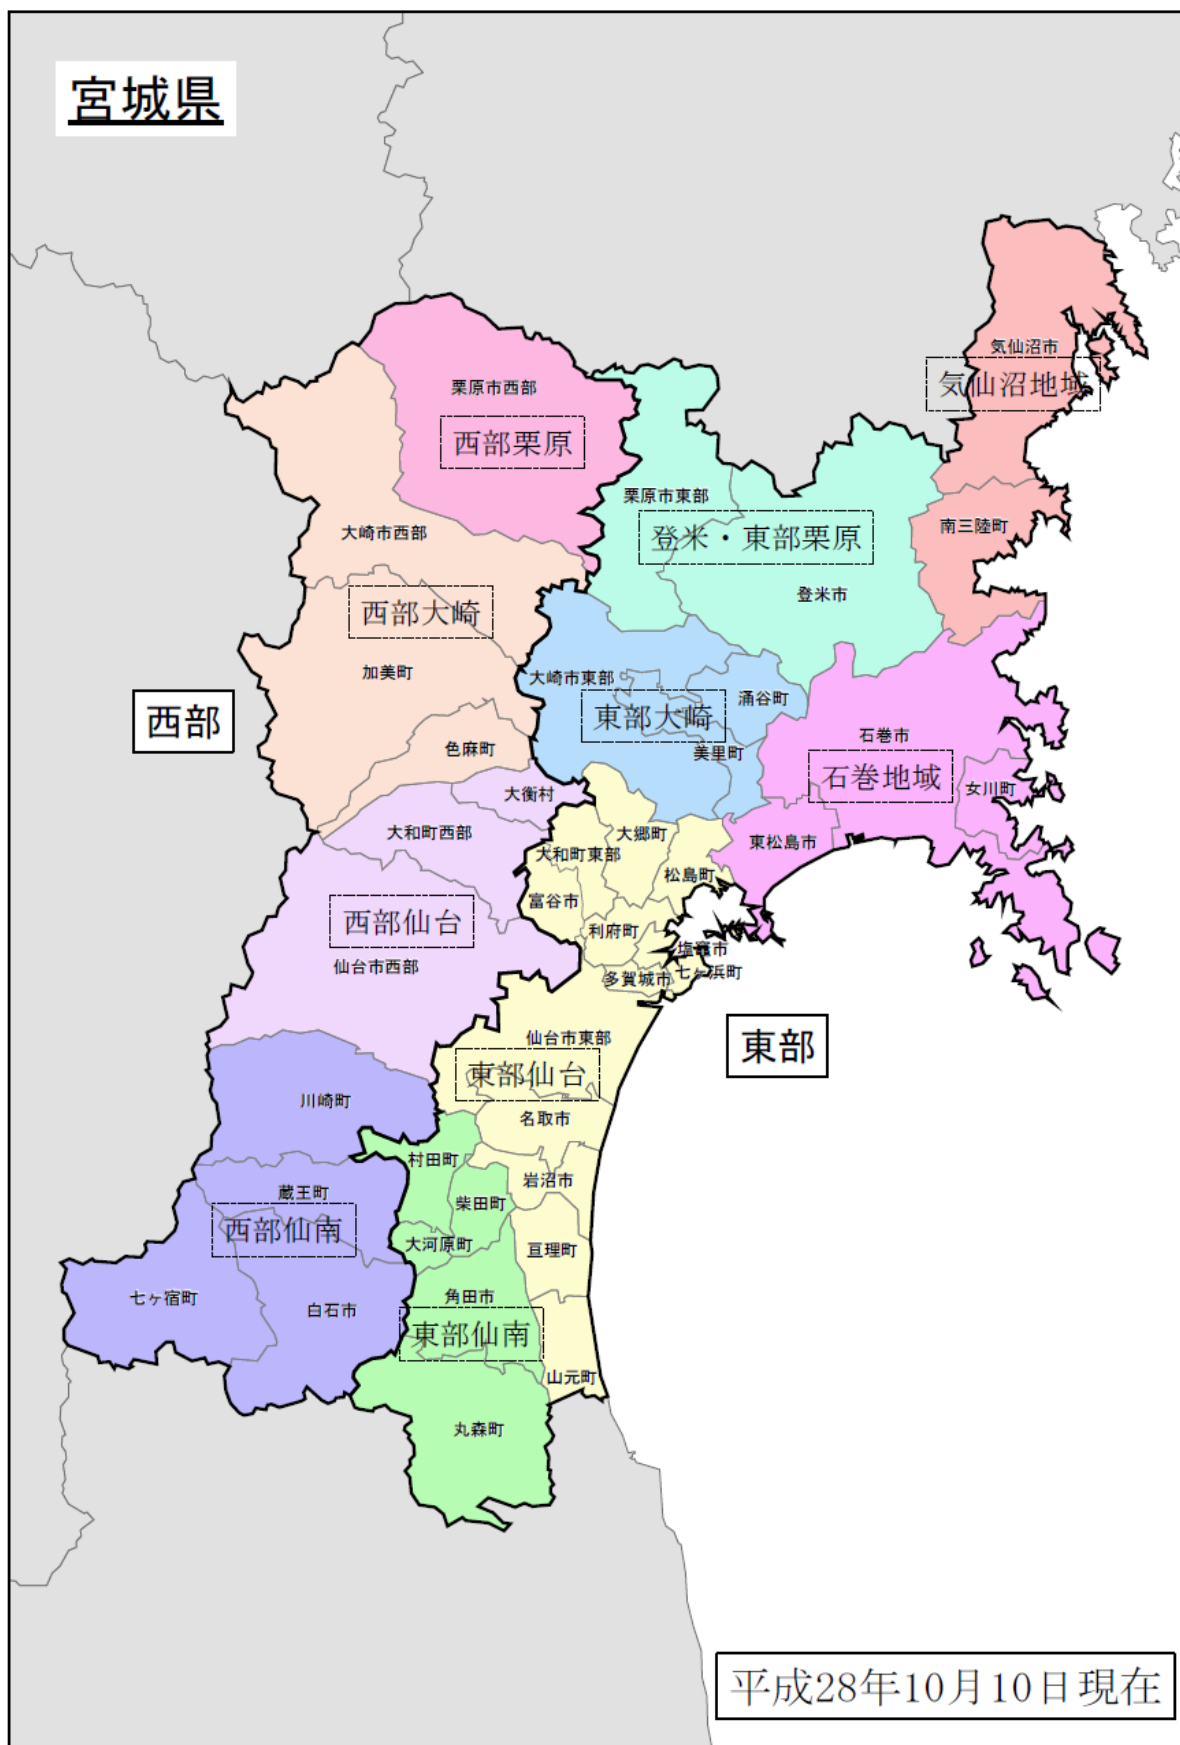 宮城県
気仙沼市
気仙沼地域
栗原市西部
西部栗原
栗原市東部
南三陸町
大崎市西部
登米・東部栗原
登米市
西部大崎
加美町
大崎市東部
涌谷町
東部大崎
西部
石巻市
色麻町
美里町
石巻地域
女川町
大衡村
大和町西部
大郷町
東松島市
大和町東部
松島町
富谷市
西部仙台
利府町
塩竈市
仙台市西部
多賀城市
七ヶ浜町
仙台市東部
東部
東部仙台
川崎町
名取市
村田町
岩沼市
蔵王町
柴田町
西部仙南
大河原町
亘理町
七ヶ宿町
白石市
角田市
東部仙南
山元町
丸森町
平成28年10月10日現在